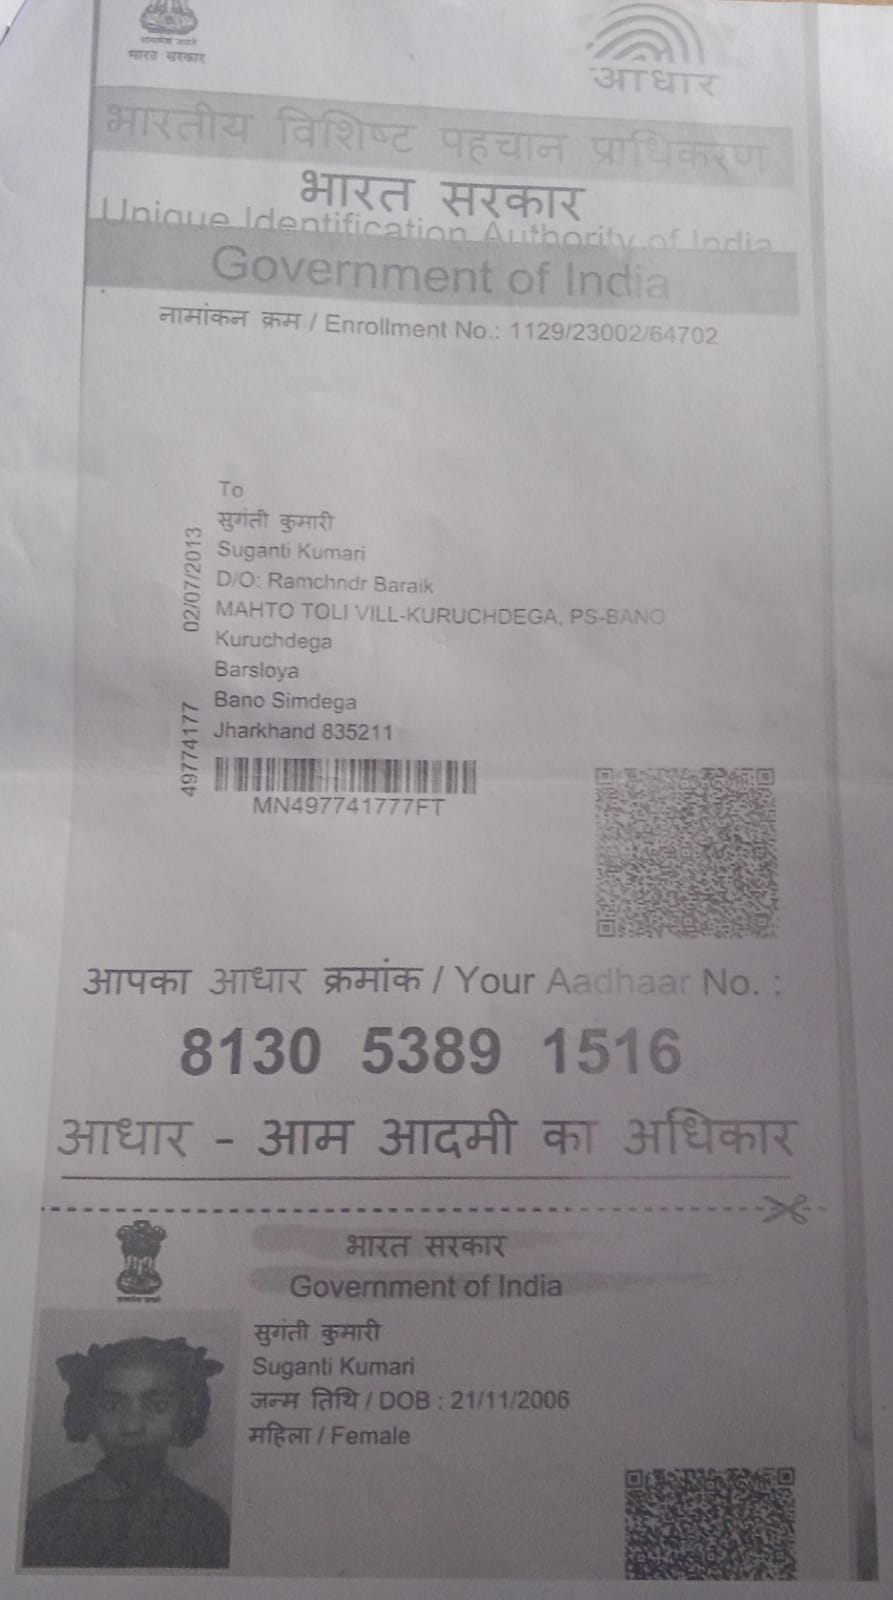 सत्यमेव जयते
भारत सरकार
आधार
भारतीय विशिष्ट पहचान प्राधिकरण
भारत सरकार
Unique Identification Authority of India
Government of India
नामांकन क्रम / Enrollment No.: 1129/23002/64702
To
सुगंती कुमारी
Suganti Kumari
D/O: Ramchndr Baraik
MAHTO TOLI VILL-KURUCHDEGA, PS-BANO
Kuruchdega
Barsloya
Bano Simdega
Jharkhand 835211
02/07/2013
49774177
MN497741777FT
आपका आधार क्रमांक / Your Aadhaar No. :
8130 5389 1516
आधार - आम आदमी का अधिकार
भारत सरकार
Government of India
सुगंती कुमारी
Suganti Kumari
जन्म तिथि / DOB : 21/11/2006
महिला / Female